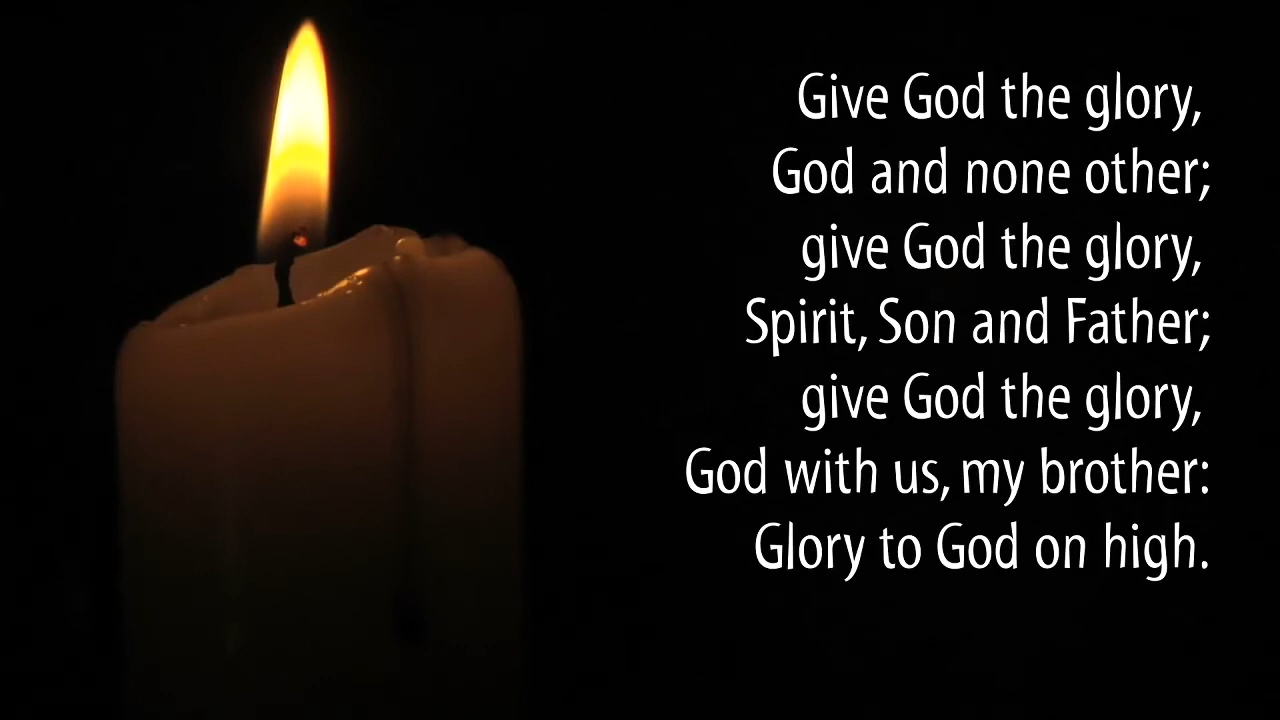 Give God the glory,
God and none other;
give God the glory,
Spirit, Son and Father;
give God the glory,
God with us, my brother:
Glory to God on high.